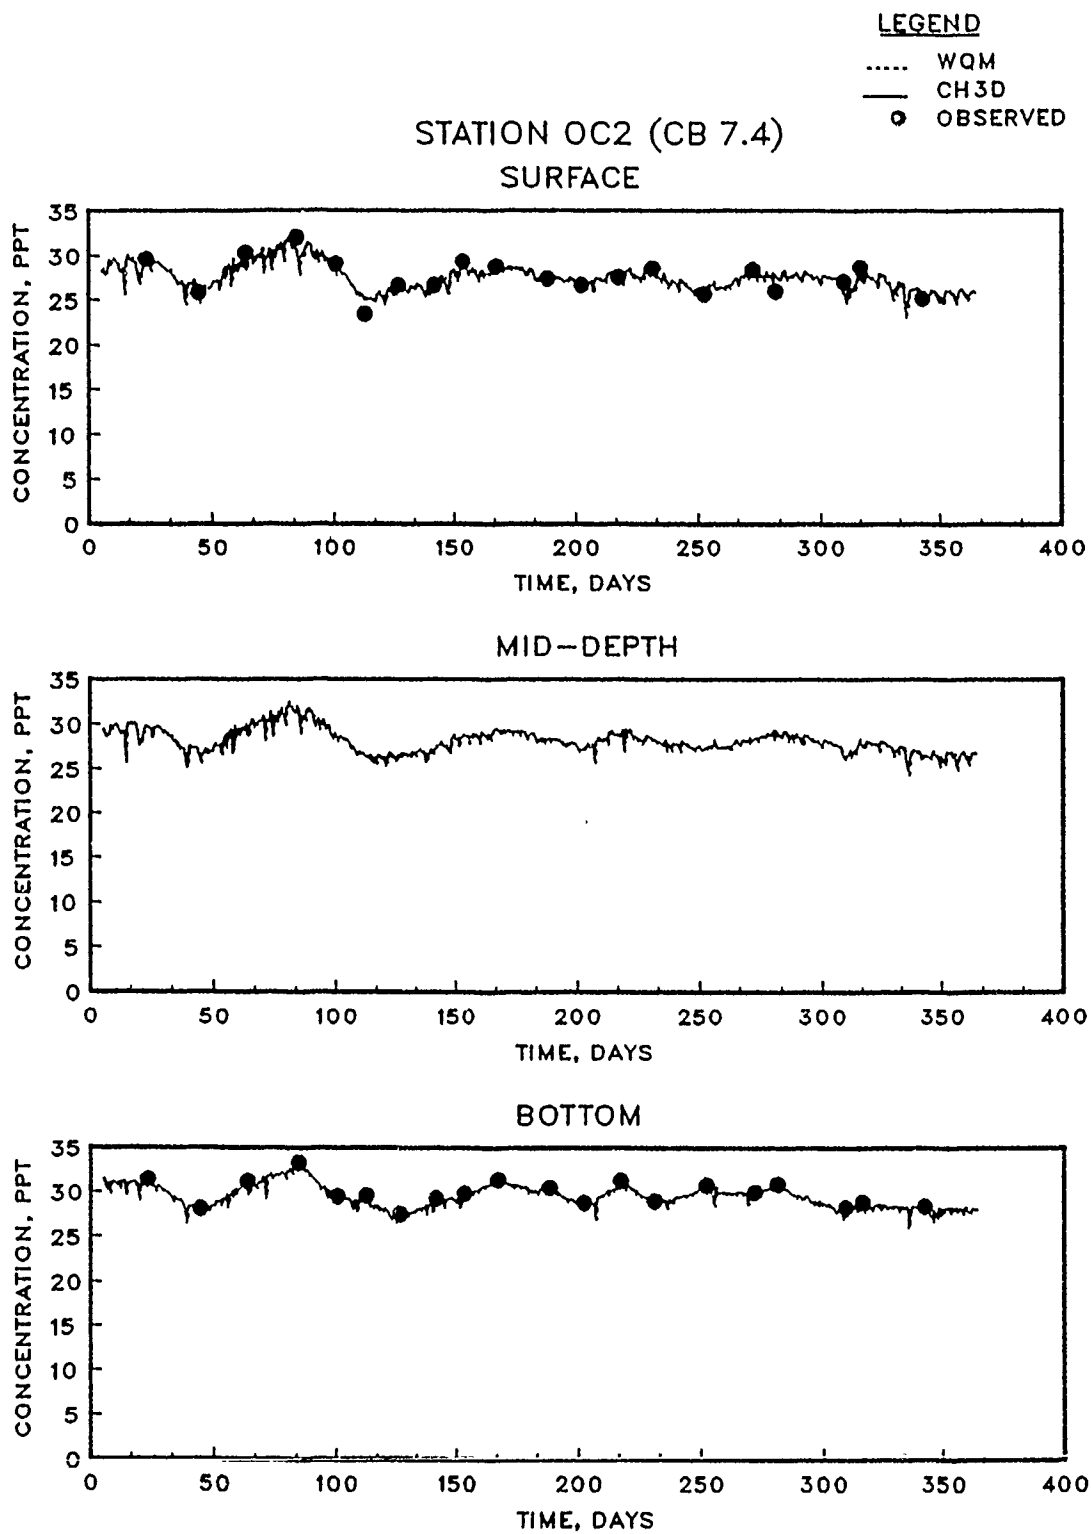 LEGEND
WQM
CH3D
OBSERVED
STATION OC2 (CB 7.4)
SURFACE
CONCENTRATION, PPT
35
30
25
20
15
10
5
0
0 50 100 150 200 250 300 350 400
TIME, DAYS
MID-DEPTH
CONCENTRATION, PPT
35
30
25
20
15
10
5
0
0 50 100 150 200 250 300 350 400
TIME, DAYS
BOTTOM
CONCENTRATION, PPT
35
30
25
20
15
10
5
0
0 50 100 150 200 250 300 350 400
TIME, DAYS